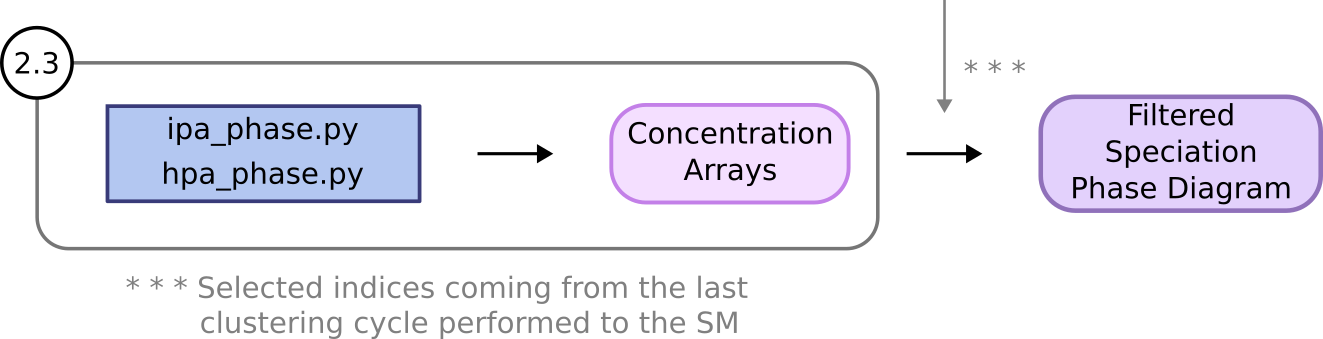 2.3
ipa_phase.py
hpa_phase.py
Concentration
Arrays
* * *
Filtered
Speciation
Phase Diagram
* * * Selected indices coming from the last
clustering cycle performed to the SM